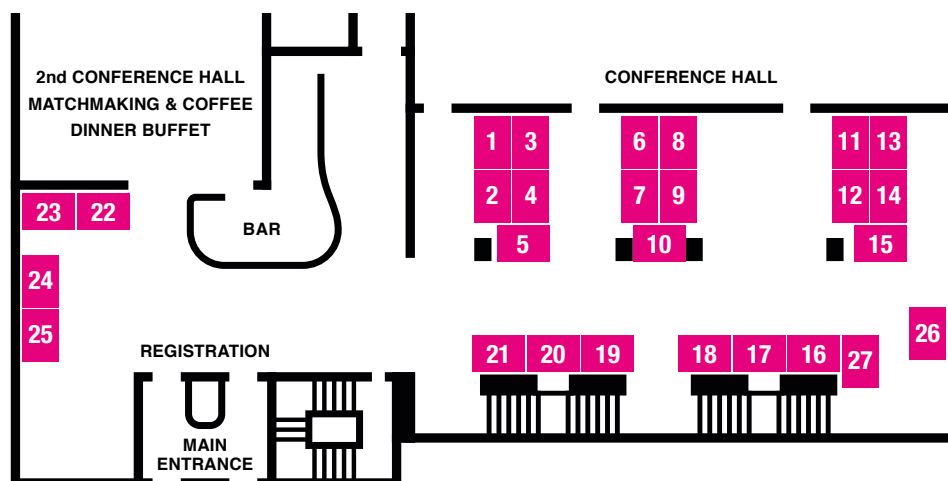 2nd CONFERENCE HALL
MATCHMAKING & COFFEE
DINNER BUFFET
CONFERENCE HALL
1 3 6 8 11 13
2 4 7 9 12 14
23 22
BAR
5 10 15
24
25
26
REGISTRATION
21 20 19 18 17 16 27
MAIN
ENTRANCE